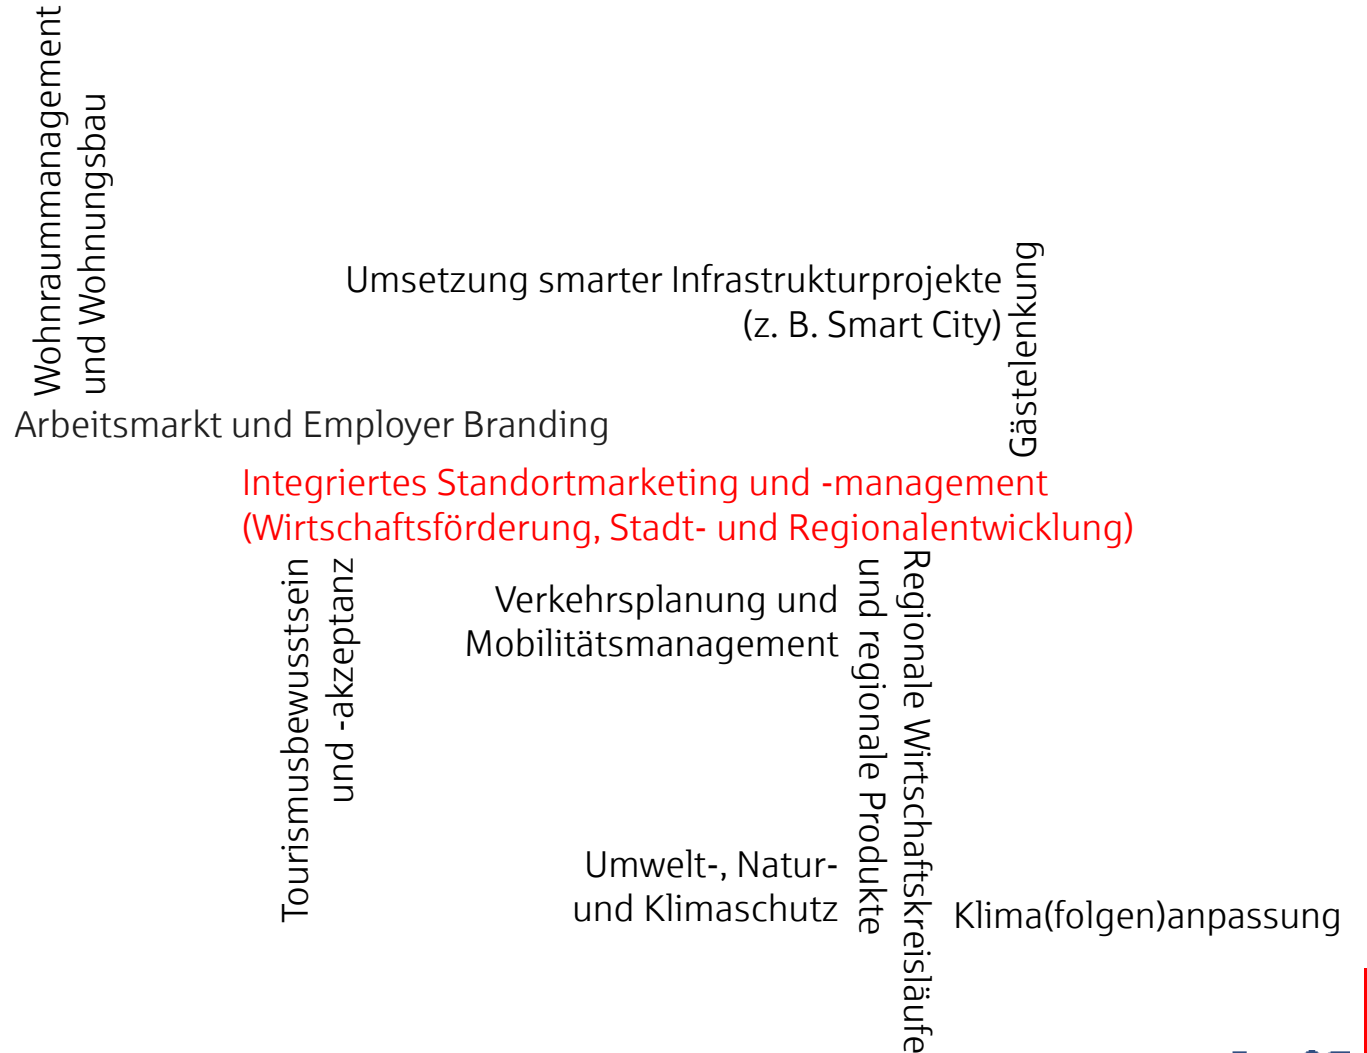 Wohnraummanagement
und Wohnungsbau
Umsetzung smarter Infrastrukturprojekte
(z. B. Smart City)
Gästelenkung
Arbeitsmarkt und Employer Branding
Integriertes Standortmarketing und -management
(Wirtschaftsförderung, Stadt- und Regionalentwicklung)
Tourismusbewusstsein
und -akzeptanz
Verkehrsplanung und
Mobilitätsmanagement
Regionale Wirtschaftskreisläufe
und regionale Produkte
Umwelt-, Natur-
und Klimaschutz
Klima(folgen)anpassung